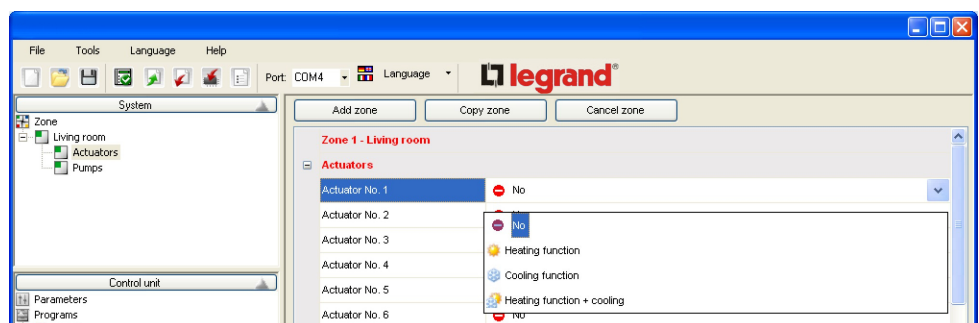 File Tools Language Help
Port: COM4 Language legrand®
System
Zone
Living room
Actuators
Pumps
Control unit
Parameters
Programs
Add zone Copy zone Cancel zone
Zone 1 - Living room
Actuators
Actuator No. 1 No
Actuator No. 2
Actuator No. 3
Actuator No. 4
Actuator No. 5
Actuator No. 6 No
No
Heating function
Cooling function
Heating function + cooling